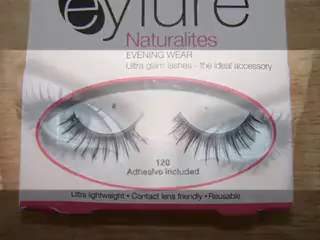 eylure
Naturalites
EVENING WEAR
Ultra glam lashes - the ideal accessory
120
Adhesive included
Ultra lightweight • Contact lens friendly • Reusable